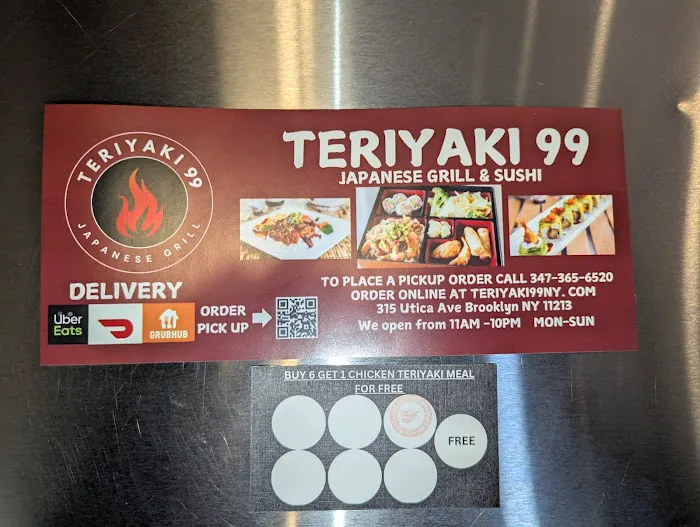 TERIYAKI 99
JAPANESE GRILL
TERIYAKI 99
JAPANESE GRILL & SUSHI
DELIVERY
Uber
Eats
GRUBHUB
ORDER
PICK UP
TO PLACE A PICKUP ORDER CALL 347-365-6520
ORDER ONLINE AT TERIYAKI99NY. COM
315 Utica Ave Brooklyn NY 11213
We open from 11AM -10PM MON-SUN
BUY 6 GET 1 CHICKEN TERIYAKI MEAL
FOR FREE
FREE